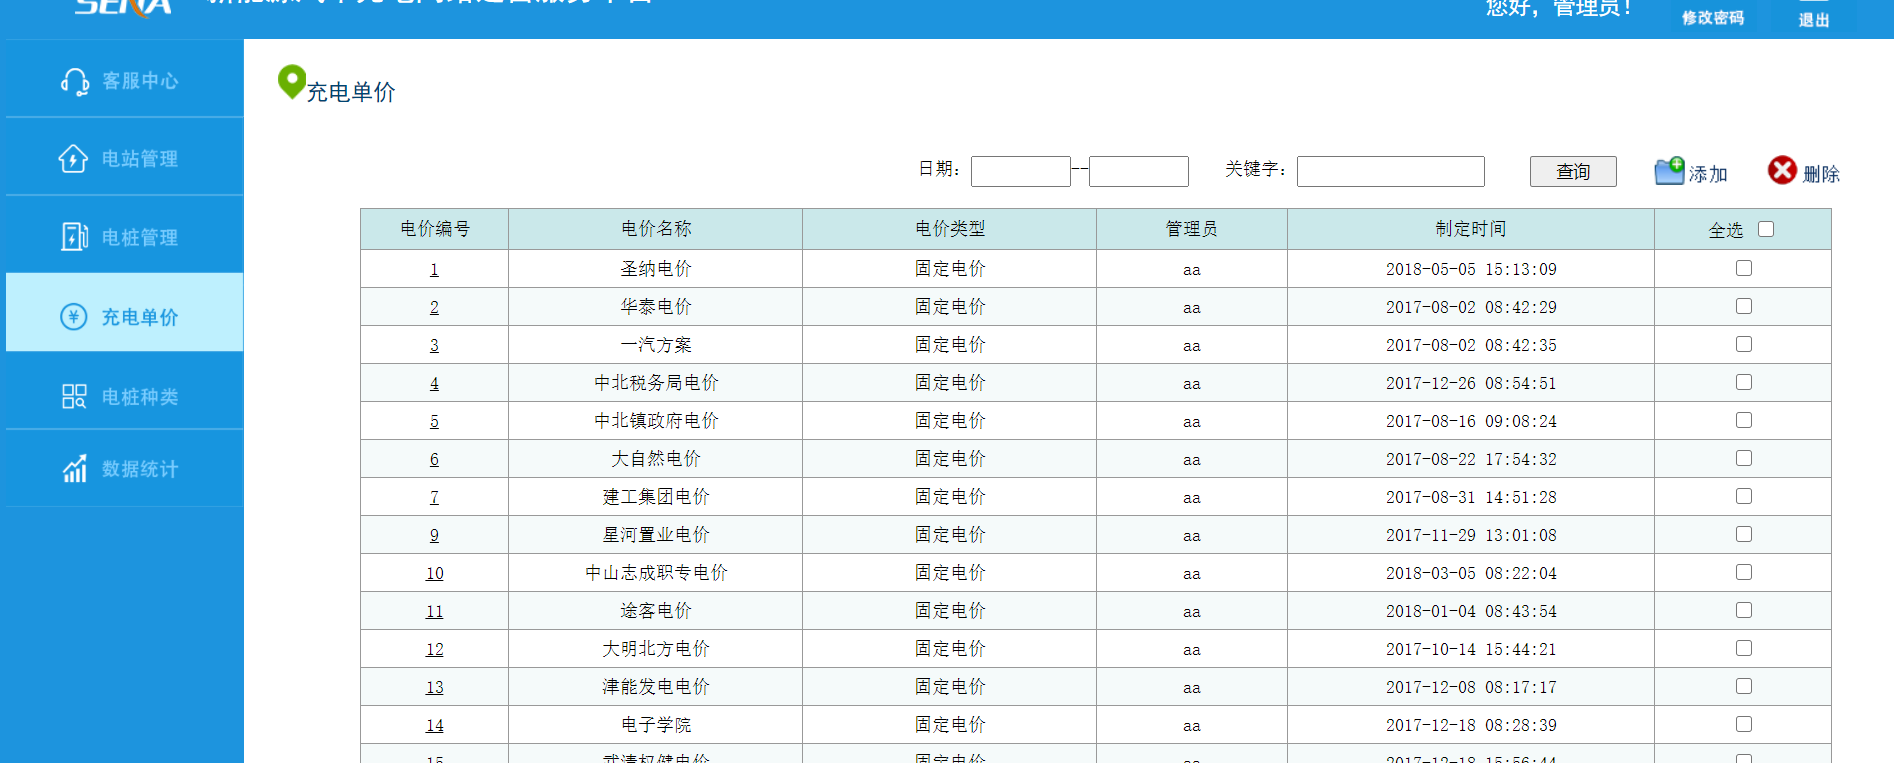 SENA
您好，管理员！
修改密码
退出
客服中心
电站管理
电桩管理
充电单价
电桩种类
数据统计
充电单价
日期： -- 关键字： 查询 添加 删除
电价编号 电价名称 电价类型 管理员 制定时间 全选
1 圣纳电价 固定电价 aa 2018-05-05 15:13:09
2 华泰电价 固定电价 aa 2017-08-02 08:42:29
3 一汽方案 固定电价 aa 2017-08-02 08:42:35
4 中北税务局电价 固定电价 aa 2017-12-26 08:54:51
5 中北镇政府电价 固定电价 aa 2017-08-16 09:08:24
6 大自然电价 固定电价 aa 2017-08-22 17:54:32
7 建工集团电价 固定电价 aa 2017-08-31 14:51:28
9 星河置业电价 固定电价 aa 2017-11-29 13:01:08
10 中山志成职专电价 固定电价 aa 2018-03-05 08:22:04
11 途客电价 固定电价 aa 2018-01-04 08:43:54
12 大明北方电价 固定电价 aa 2017-10-14 15:44:21
13 津能发电电价 固定电价 aa 2017-12-08 08:17:17
14 电子学院 固定电价 aa 2017-12-18 08:28:39
15 武清权健电价 固定电价 aa 2017-12-18 15:56:44